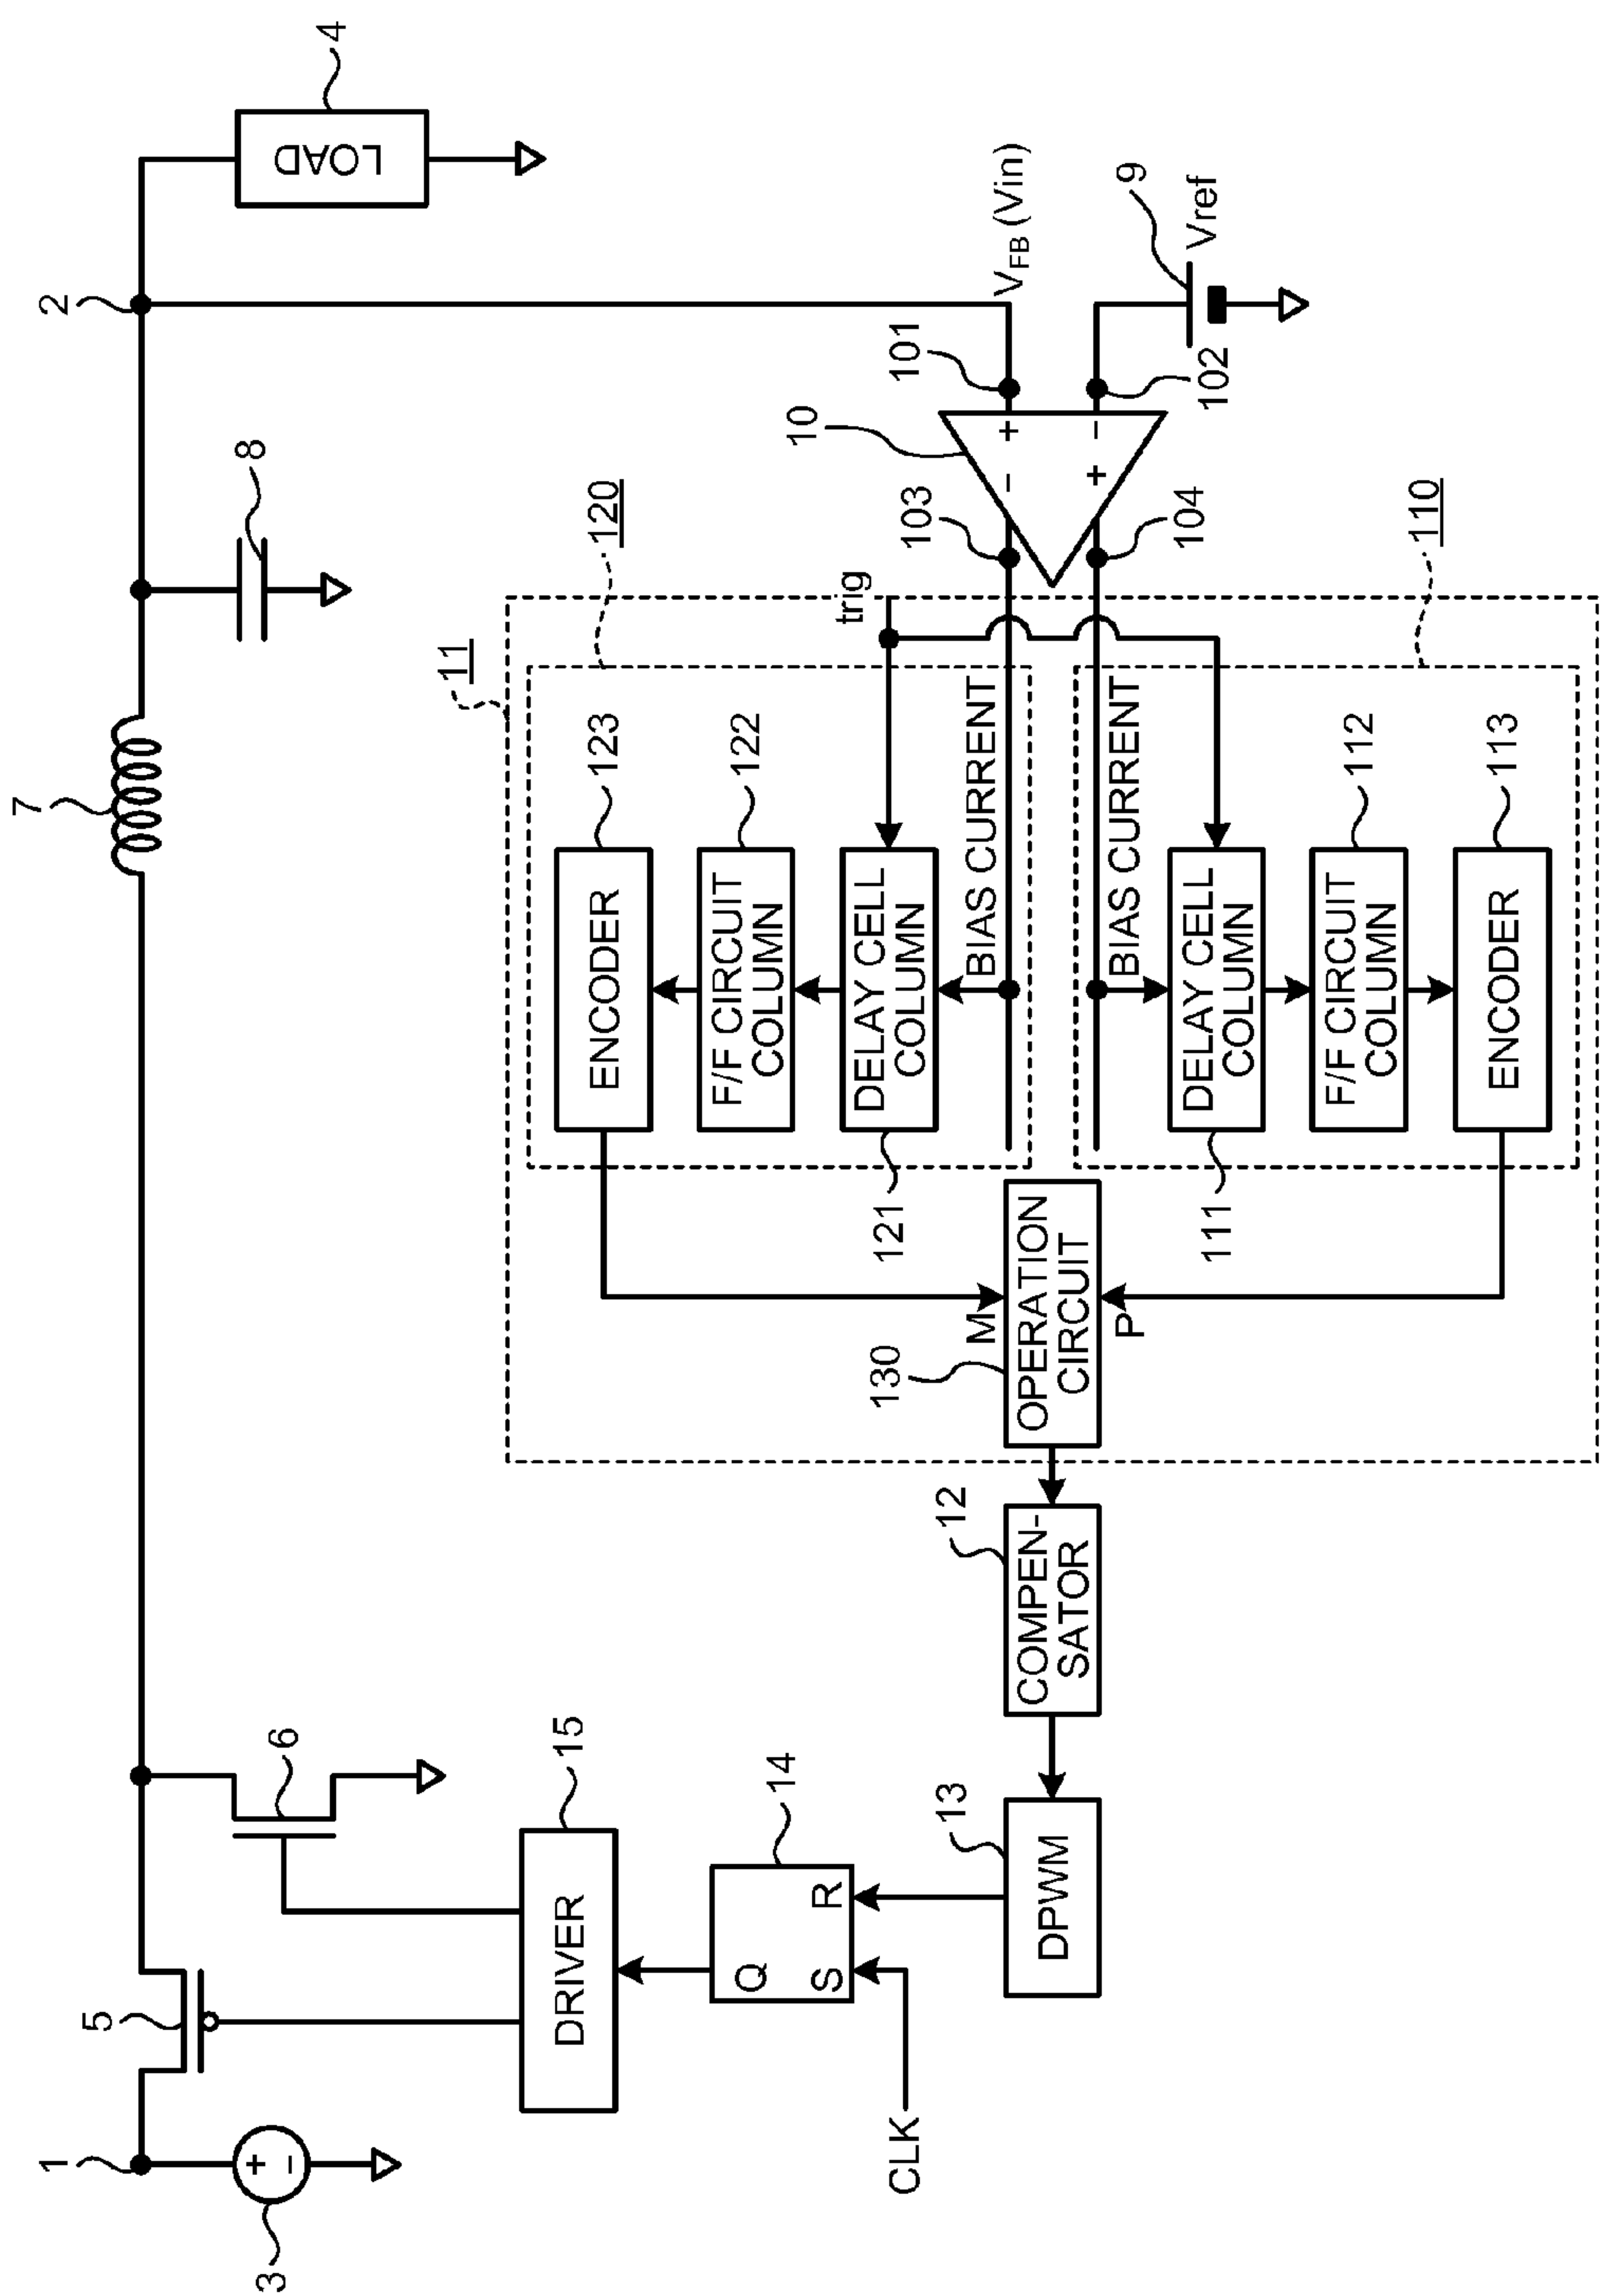 1
3
+
−
5
6
7
8
2
LOAD
4
DRIVER
15
Q
S
R
14
CLK
DPWM
13
COMPEN-
SATOR
12
11
120
ENCODER
123
F/F CIRCUIT
COLUMN
122
DELAY CELL
COLUMN
121
trig
BIAS CURRENT
M
130
OPERATION
CIRCUIT
P
BIAS CURRENT
DELAY CELL
COLUMN
111
F/F CIRCUIT
COLUMN
112
ENCODER
113
110
103
104
10
−
+
+
−
101
102
VFB (Vin)
9
Vref